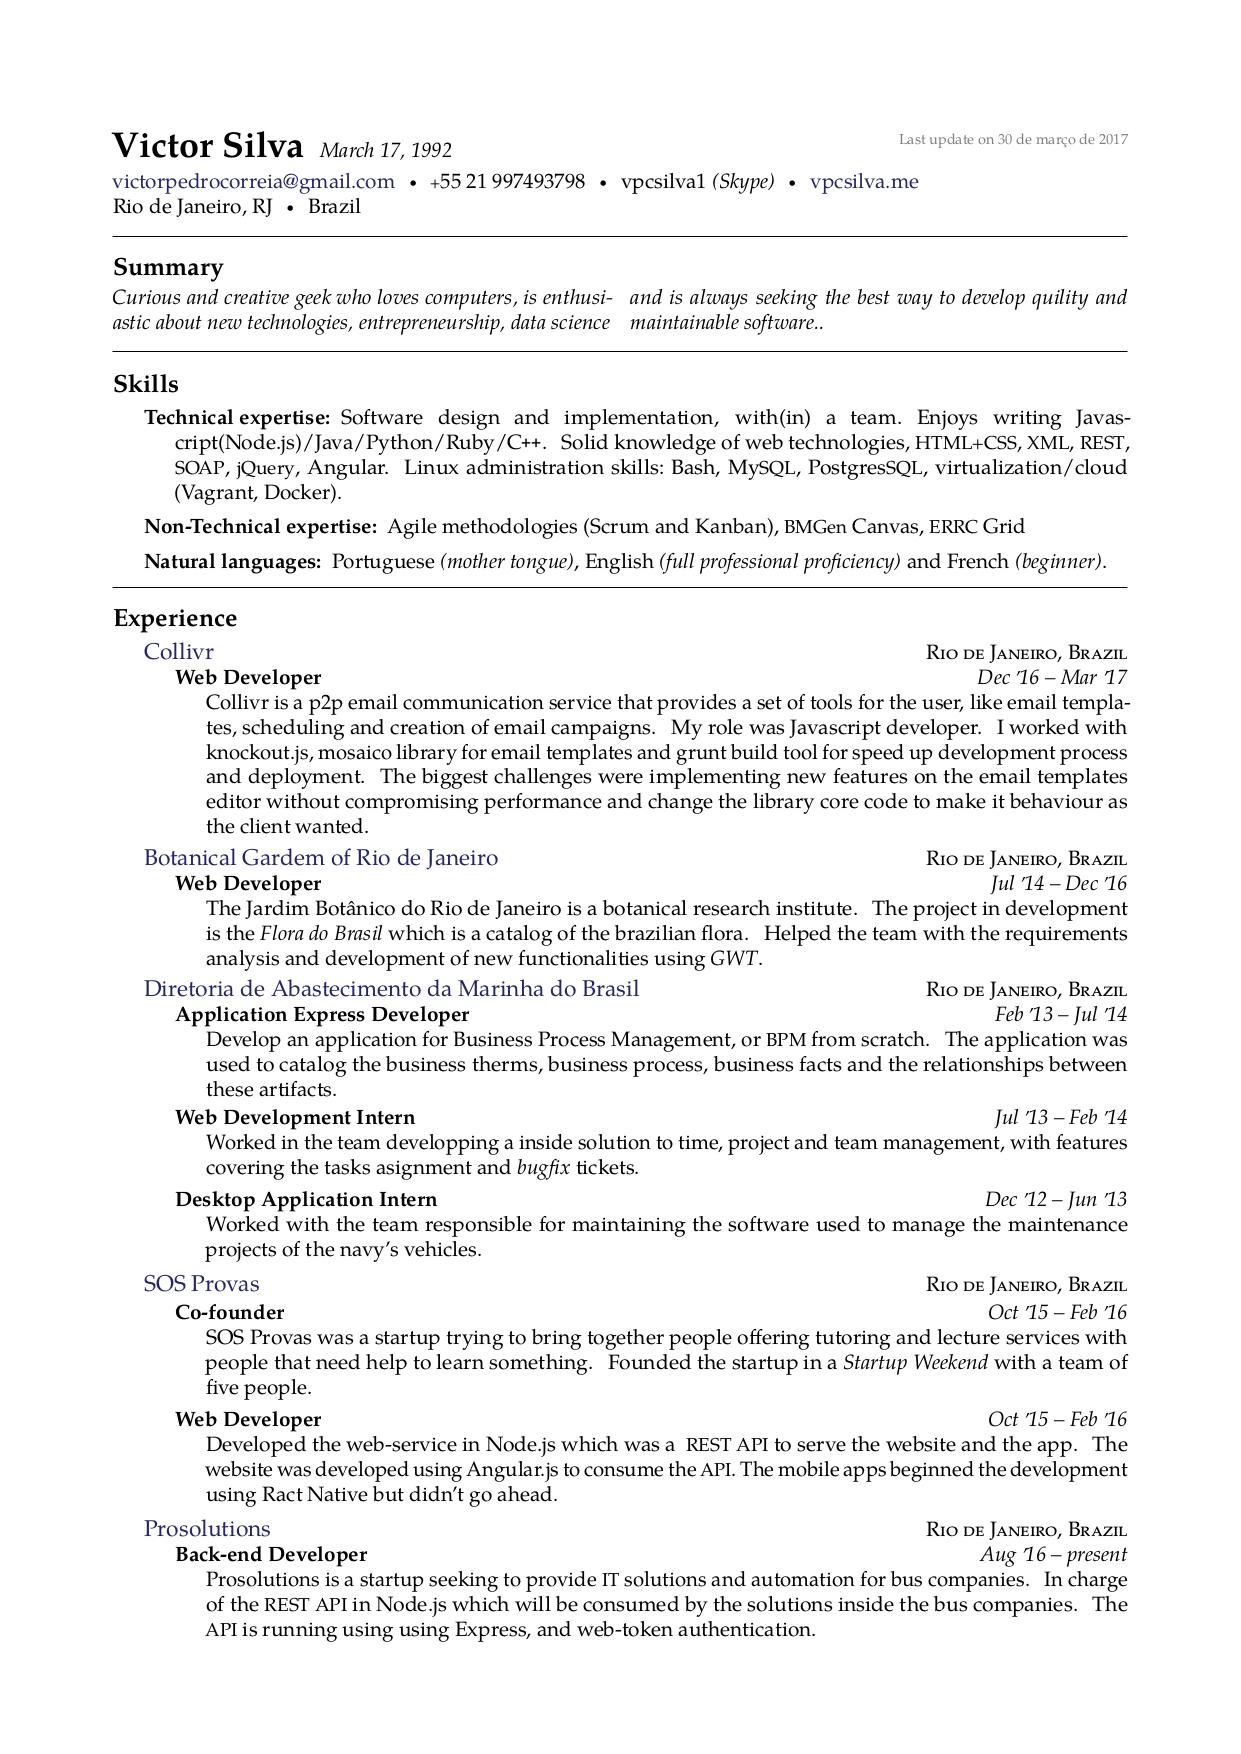 Victor Silva March 17, 1992
Last update on 30 de março de 2017
victorpedrocorreia@gmail.com • +55 21 997493798 • vpcsilva1 (Skype) • vpcsilva.me
Rio de Janeiro, RJ • Brazil
Summary
Curious and creative geek who loves computers, is enthusi-
astic about new technologies, entrepreneurship, data science
and is always seeking the best way to develop quility and
maintainable software..
Skills
Technical expertise: Software design and implementation, with(in) a team. Enjoys writing Javas-
cript(Node.js)/Java/Python/Ruby/C++. Solid knowledge of web technologies, HTML+CSS, XML, REST,
SOAP, jQuery, Angular. Linux administration skills: Bash, MySQL, PostgresSQL, virtualization/cloud
(Vagrant, Docker).
Non-Technical expertise: Agile methodologies (Scrum and Kanban), BMGen Canvas, ERRC Grid
Natural languages: Portuguese (mother tongue), English (full professional proficiency) and French (beginner).
Experience
Collivr Rio de Janeiro, Brazil
Web Developer Dec '16 – Mar '17
Collivr is a p2p email communication service that provides a set of tools for the user, like email templa-
tes, scheduling and creation of email campaigns. My role was Javascript developer. I worked with
knockout.js, mosaico library for email templates and grunt build tool for speed up development process
and deployment. The biggest challenges were implementing new features on the email templates
editor without compromising performance and change the library core code to make it behaviour as
the client wanted.
Botanical Gardem of Rio de Janeiro Rio de Janeiro, Brazil
Web Developer Jul '14 – Dec '16
The Jardim Botânico do Rio de Janeiro is a botanical research institute. The project in development
is the Flora do Brasil which is a catalog of the brazilian flora. Helped the team with the requirements
analysis and development of new functionalities using GWT.
Diretoria de Abastecimento da Marinha do Brasil Rio de Janeiro, Brazil
Application Express Developer Feb '13 – Jul '14
Develop an application for Business Process Management, or BPM from scratch. The application was
used to catalog the business therms, business process, business facts and the relationships between
these artifacts.
Web Development Intern Jul '13 – Feb '14
Worked in the team developping a inside solution to time, project and team management, with features
covering the tasks asignment and bugfix tickets.
Desktop Application Intern Dec '12 – Jun '13
Worked with the team responsible for maintaining the software used to manage the maintenance
projects of the navy's vehicles.
SOS Provas Rio de Janeiro, Brazil
Co-founder Oct '15 – Feb '16
SOS Provas was a startup trying to bring together people offering tutoring and lecture services with
people that need help to learn something. Founded the startup in a Startup Weekend with a team of
five people.
Web Developer Oct '15 – Feb '16
Developed the web-service in Node.js which was a REST API to serve the website and the app. The
website was developed using Angular.js to consume the API. The mobile apps beginned the development
using Ract Native but didn't go ahead.
Prosolutions Rio de Janeiro, Brazil
Back-end Developer Aug '16 – present
Prosolutions is a startup seeking to provide IT solutions and automation for bus companies. In charge
of the REST API in Node.js which will be consumed by the solutions inside the bus companies. The
API is running using using Express, and web-token authentication.